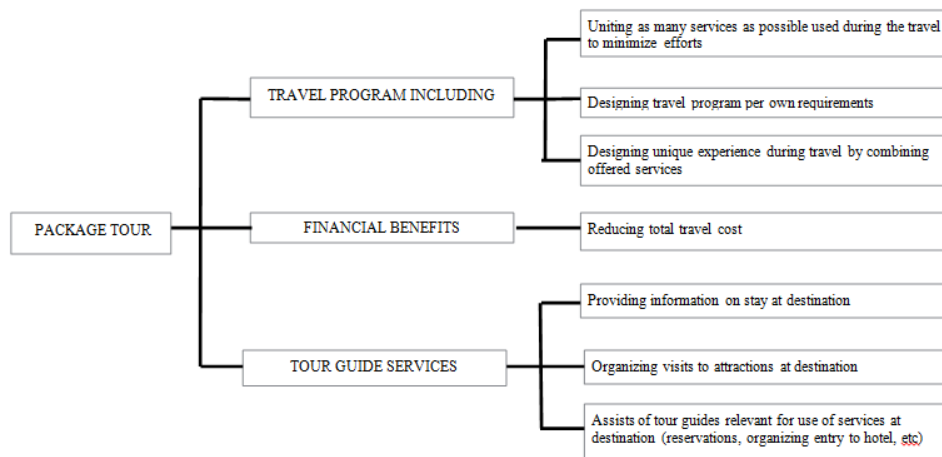 Uniting as many services as possible used during the travel
to minimize efforts
TRAVEL PROGRAM INCLUDING
Designing travel program per own requirements
Designing unique experience during travel by combining
offered services
PACKAGE TOUR
FINANCIAL BENEFITS
Reducing total travel cost
Providing information on stay at destination
TOUR GUIDE SERVICES
Organizing visits to attractions at destination
Assists of tour guides relevant for use of services at
destination (reservations, organizing entry to hotel, etc)